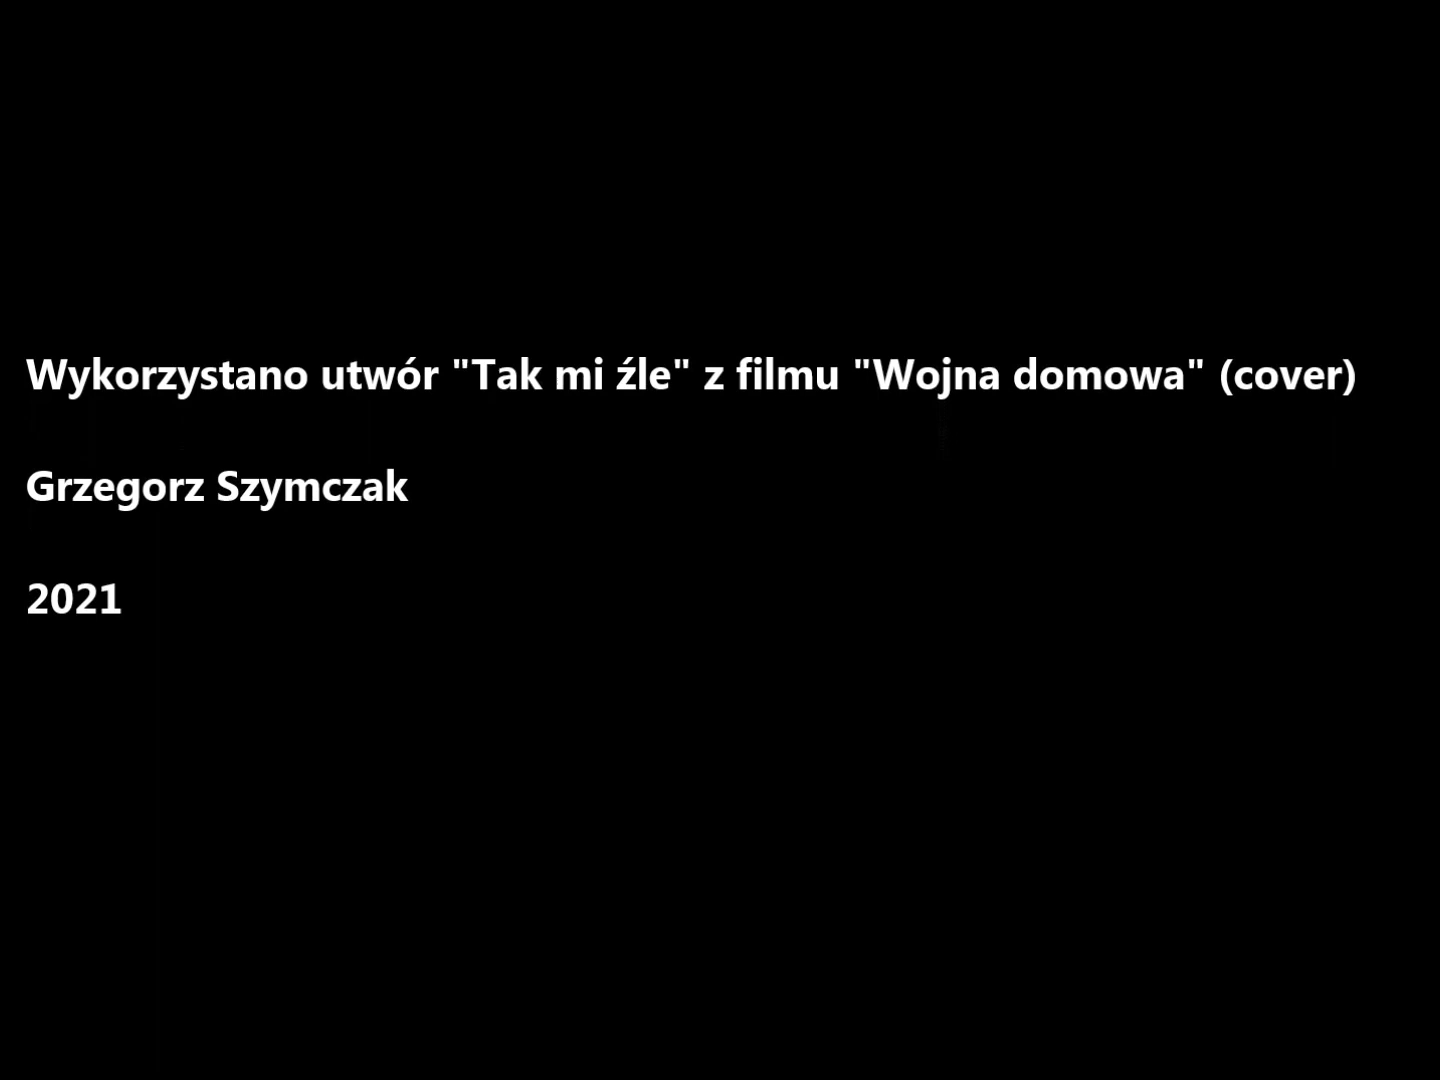 Wykorzystano utwór "Tak mi źle" z filmu "Wojna domowa" (cover)
Grzegorz Szymczak
2021